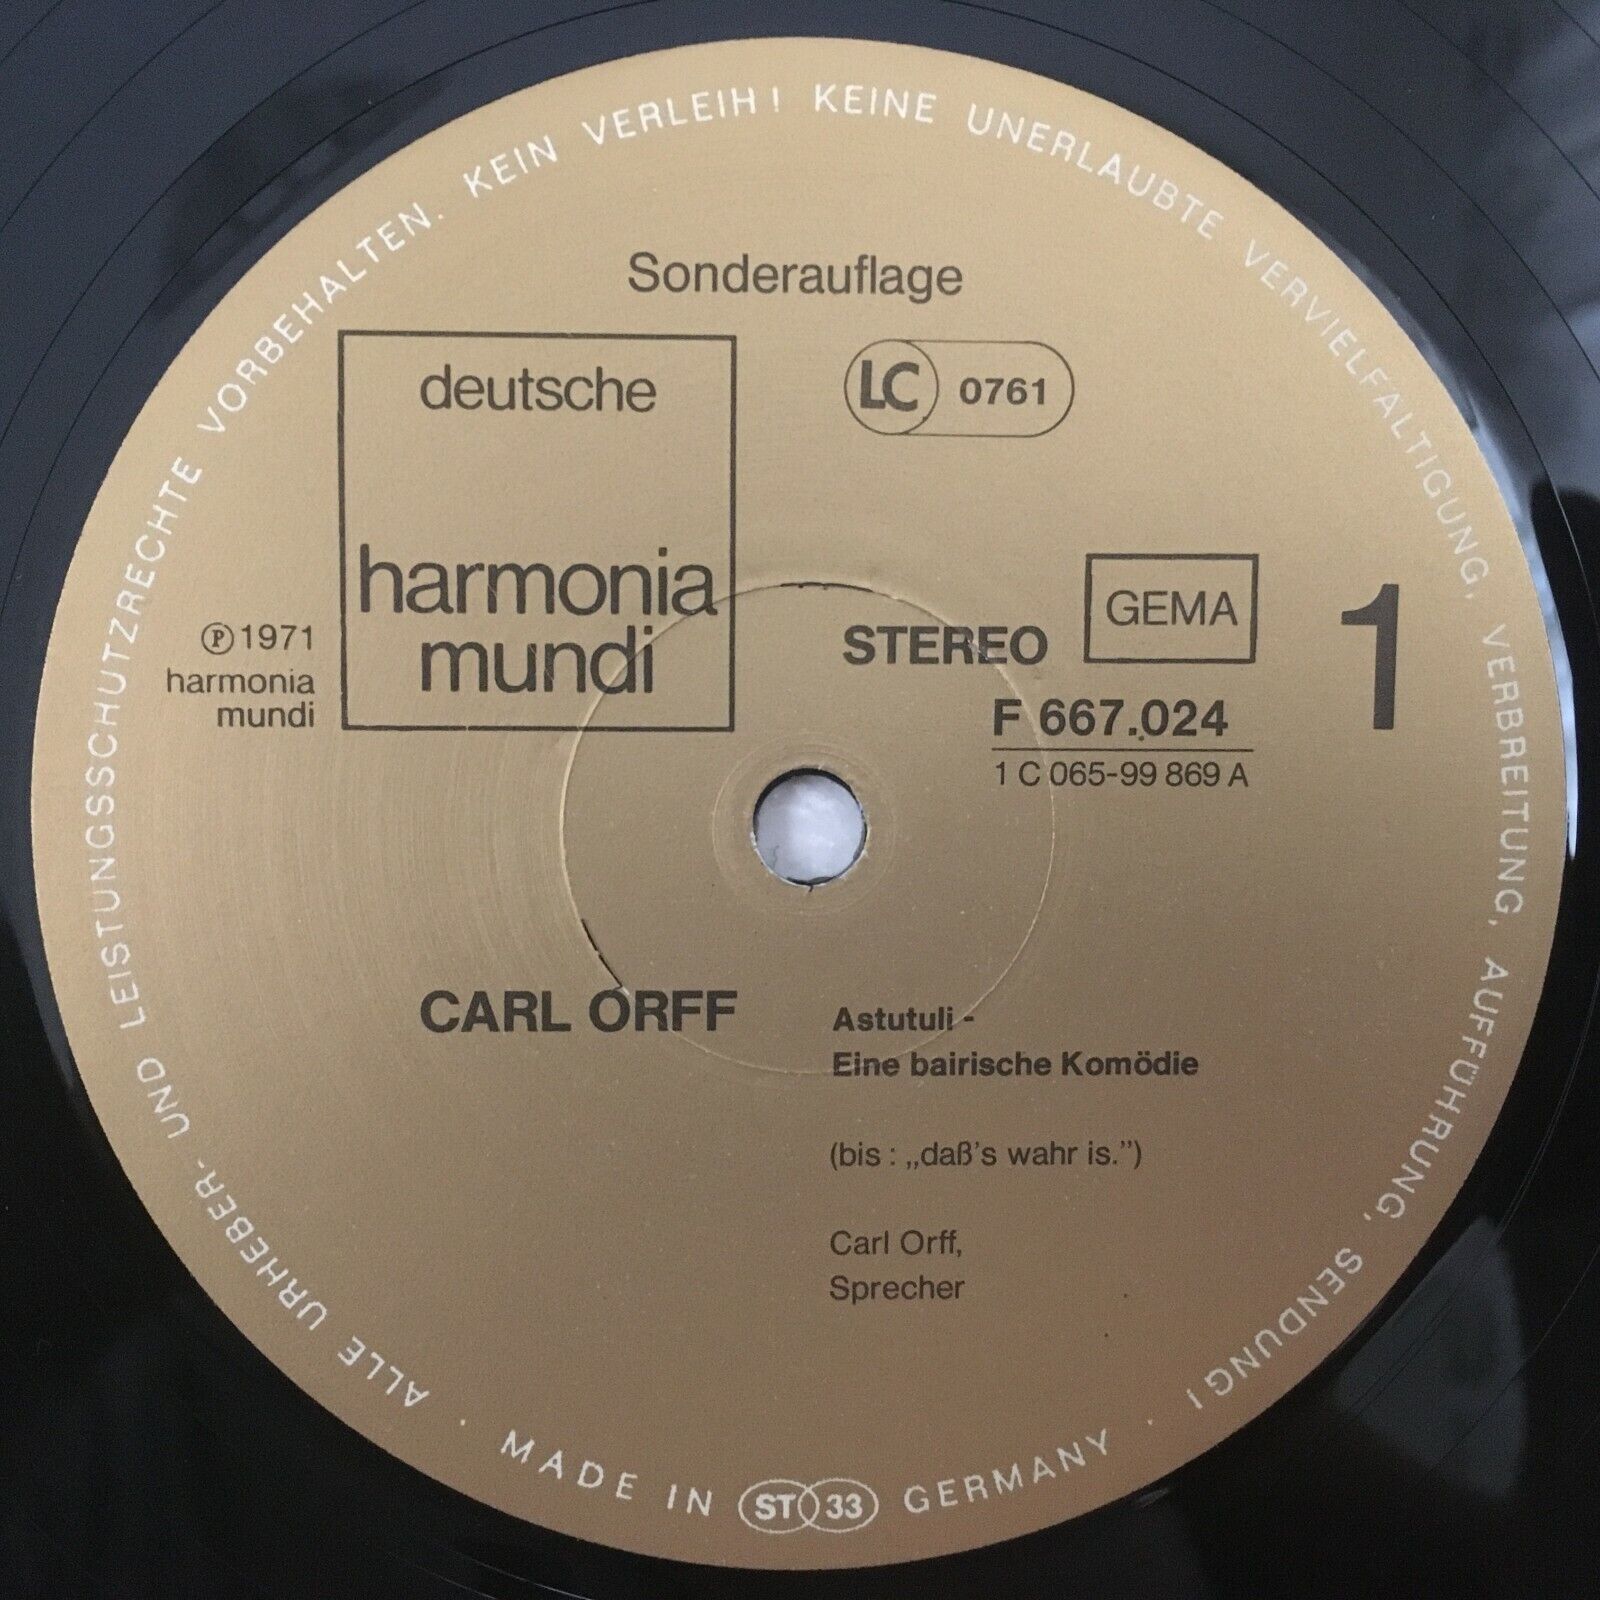 ALLE URHEBER- UND LEISTUNGSSCHUTZRECHTE VORBEHALTEN. KEIN VERLEIH! KEINE UNERLAUBTE VERVIELFÄLTIGUNG, VERBREITUNG, AUFFÜHRUNG, SENDUNG!
Sonderauflage
deutsche
harmonia
mundi
LC 0761
Ⓟ1971
harmonia
mundi
STEREO
GEMA
1
F 667.024
1 C 065-99 869 A
CARL ORFF
Astutuli -
Eine bairische Komödie
(bis : „daß's wahr is.”)
Carl Orff,
Sprecher
· MADE IN ST 33 GERMANY ·